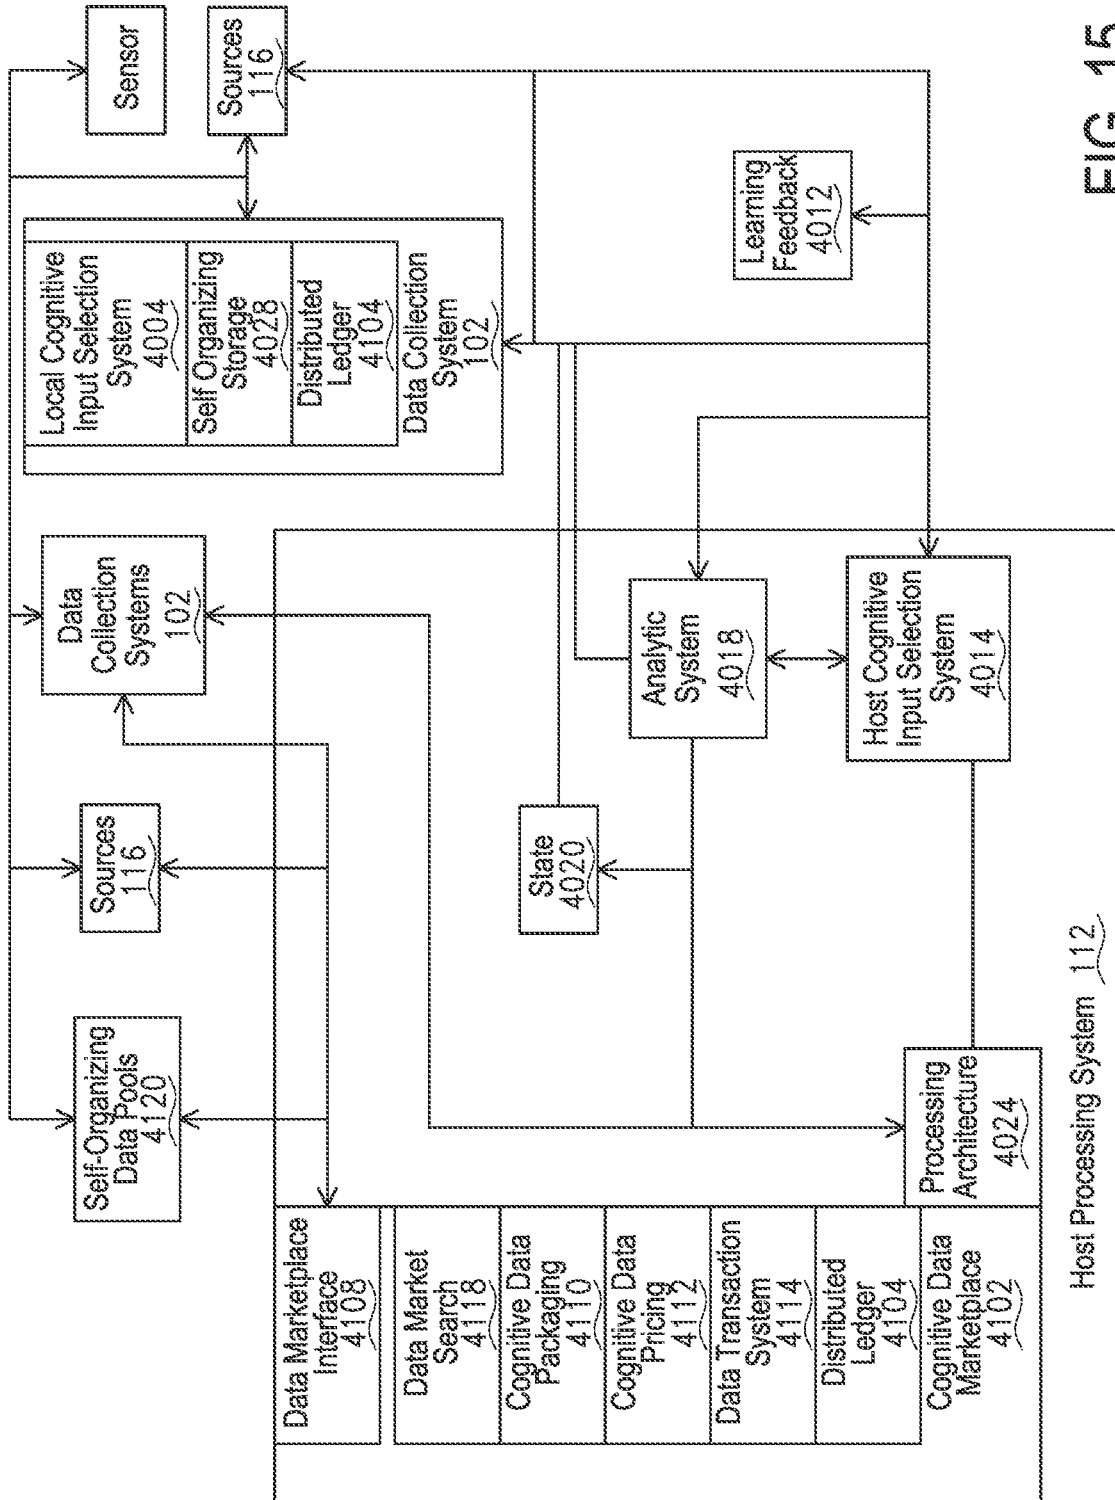 Sensor
Sources
116
Local Cognitive
Input Selection
System
4004
Self Organizing
Storage
4028
Distributed
Ledger
4104
Data Collection
System
102
Learning
Feedback
4012
Data
Collection
Systems
102
Analytic
System
4018
Host Cognitive
Input Selection
System
4014
Sources
116
State
4020
Self-Organizing
Data Pools
4120
Processing
Architecture
4024
Data Marketplace
Interface
4108
Data Market
Search
4118
Cognitive Data
Packaging
4110
Cognitive Data
Pricing
4112
Data Transaction
System
4114
Distributed
Ledger
4104
Cognitive Data
Marketplace
4102
Host Processing System 112
FIG. 15